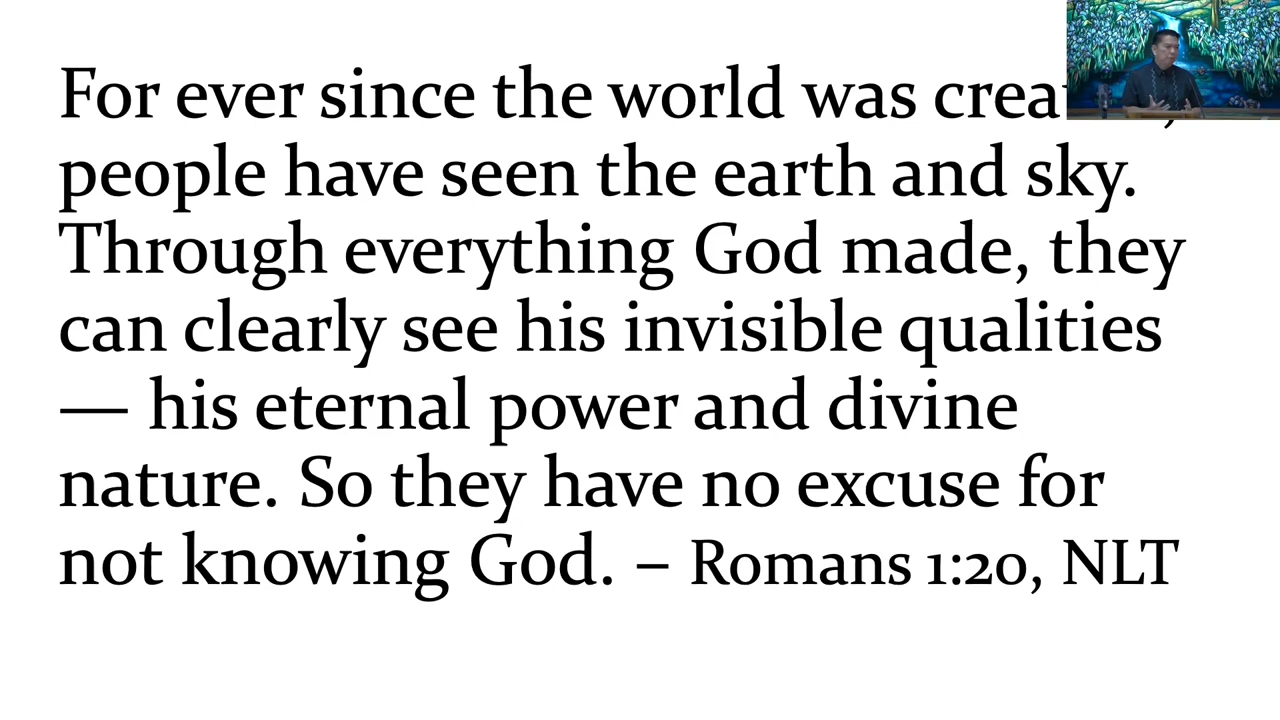 For ever since the world was crea ,
people have seen the earth and sky.
Through everything God made, they
can clearly see his invisible qualities
— his eternal power and divine
nature. So they have no excuse for
not knowing God. – Romans 1:20, NLT